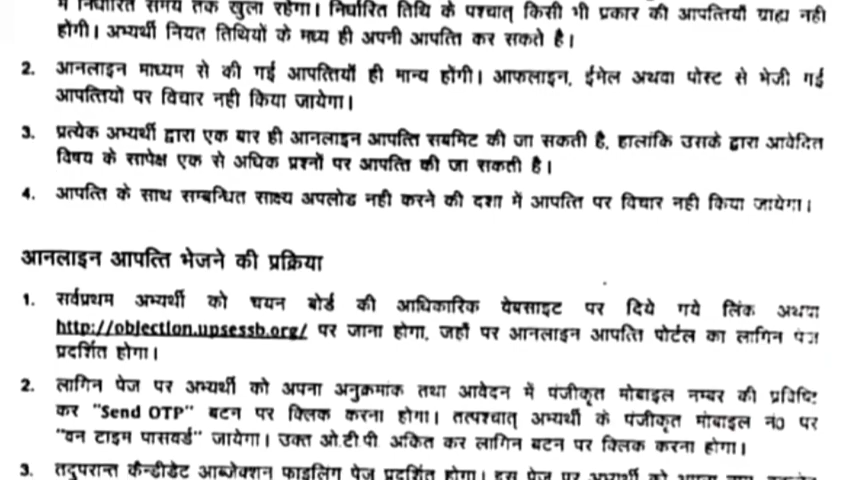 में निर्धारित समय तक खुला रहेगा। निर्धारित तिथि के पश्चात् किसी भी प्रकार की आपत्तियाँ ग्राह्य नही
होगी। अभ्यर्थी नियत तिथियों के मध्य ही अपनी आपत्ति कर सकते है।
2. आनलाइन माध्यम से की गई आपत्तियाँ ही मान्य होंगी। आफलाइन, ईमेल अथवा पोस्ट से भेजी गई
आपत्तियों पर विचार नही किया जायेगा।
3. प्रत्येक अभ्यर्थी द्वारा एक बार ही आनलाइन आपत्ति सबमिट की जा सकती है, हालांकि उसके द्वारा आवेदित
विषय के सापेक्ष एक से अधिक प्रश्नों पर आपत्ति की जा सकती है।
4. आपत्ति के साथ सम्बन्धित साक्ष्य अपलोड नही करने की दशा में आपत्ति पर विचार नही किया जायेगा।
आनलाइन आपत्ति भेजने की प्रक्रिया
1. सर्वप्रथम अभ्यर्थी को चयन बोर्ड की आधिकारिक वेबसाइट पर दिये गये लिंक अथवा
http://objection.upsessb.org/ पर जाना होगा, जहाँ पर आनलाइन आपत्ति पोर्टल का लागिन पेज
प्रदर्शित होगा।
2. लागिन पेज पर अभ्यर्थी को अपना अनुक्रमांक तथा आवेदन में पंजीकृत मोबाइल नम्बर की प्रविष्टि
कर "Send OTP" बटन पर क्लिक करना होगा। तत्पश्चात् अभ्यर्थी के पंजीकृत मोबाइल नं0 पर
"वन टाइम पासवर्ड" जायेगा। उक्त ओ.टी.पी. अंकित कर लागिन बटन पर क्लिक करना होगा।
3. तदुपरान्त कैन्डीडेट आब्जेक्शन फाइलिंग पेज प्रदर्शित होगा। इस पेज पर अभ्यर्थी को अपना नाम,